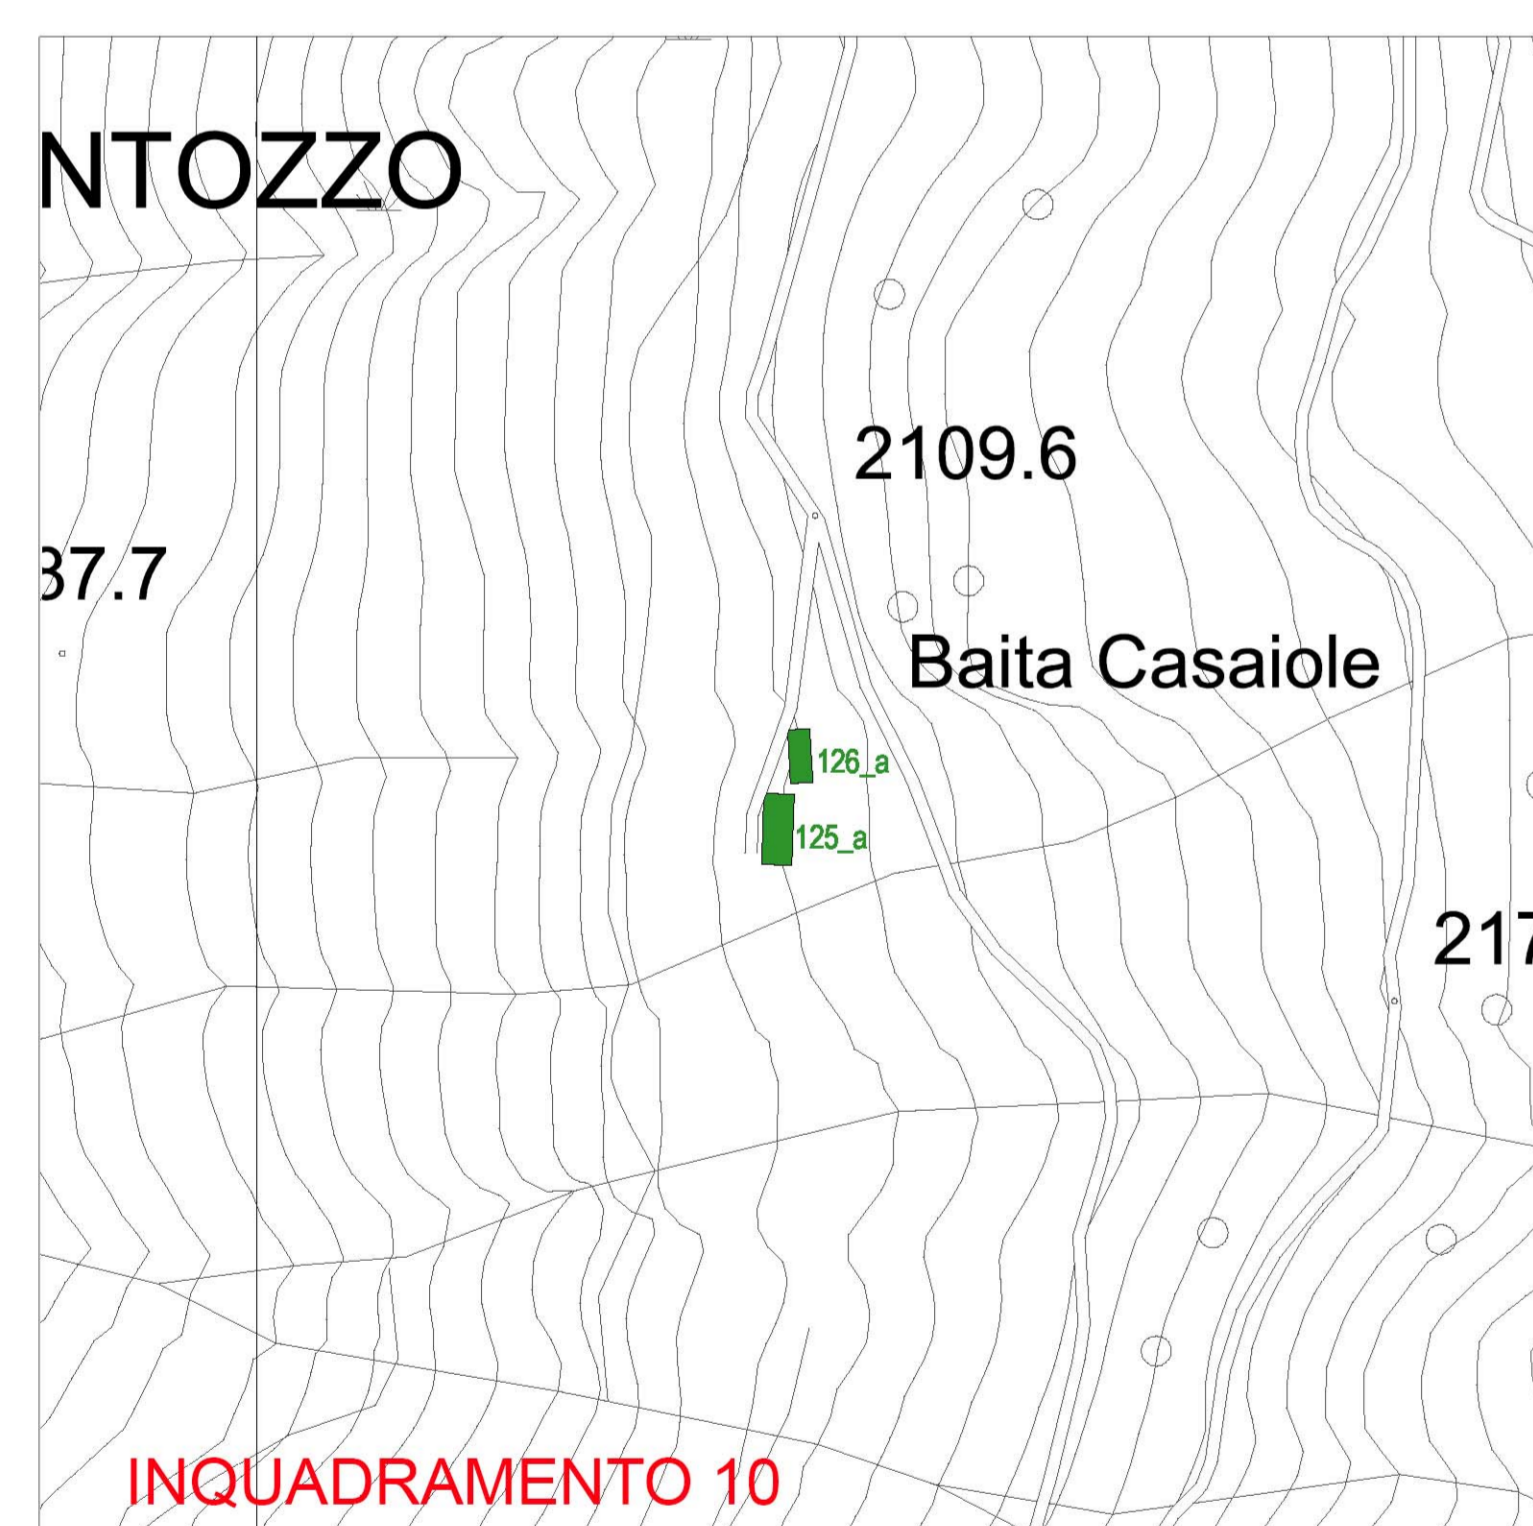 NTOZZO
2109.6
37.7
Baita Casaiole
126_a
125_a
217
INQUADRAMENTO 10